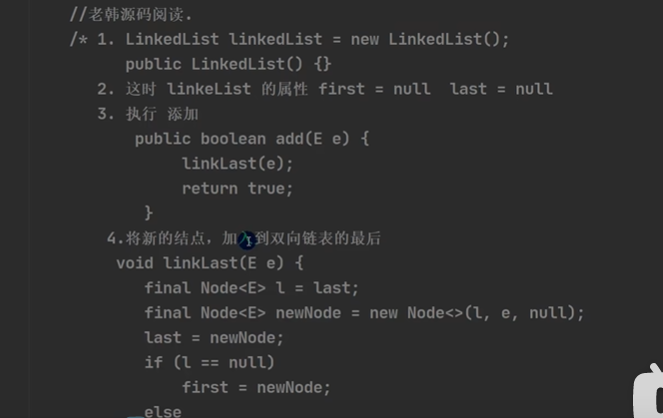 //老韩源码阅读.
/* 1. LinkedList linkedList = new LinkedList();
public LinkedList() {}
2. 这时 linkeList 的属性 first = null last = null
3. 执行 添加
public boolean add(E e) {
linkLast(e);
return true;
}
4.将新的结点，加入到双向链表的最后
void linkLast(E e) {
final Node<E> l = last;
final Node<E> newNode = new Node<>(l, e, null);
last = newNode;
if (l == null)
first = newNode;
else